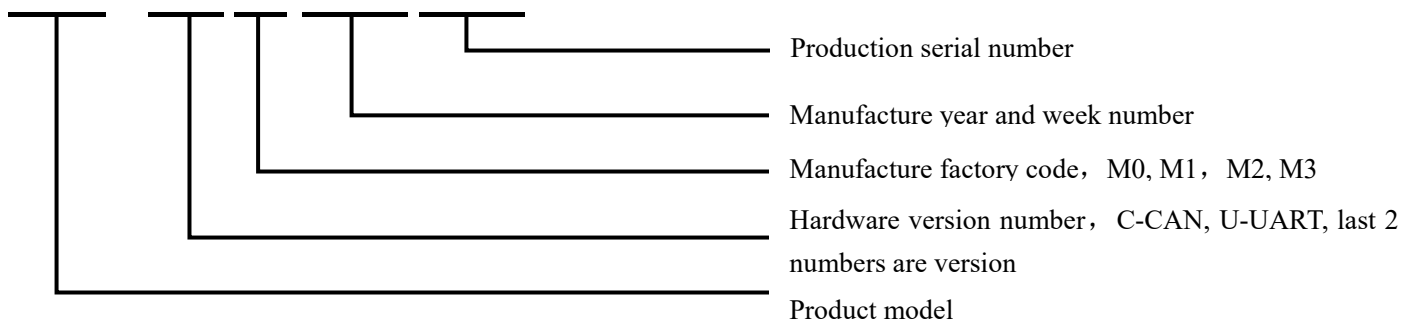 Production serial number
Manufacture year and week number
Manufacture factory code，M0, M1，M2, M3
Hardware version number，C-CAN, U-UART, last 2
numbers are version
Product model